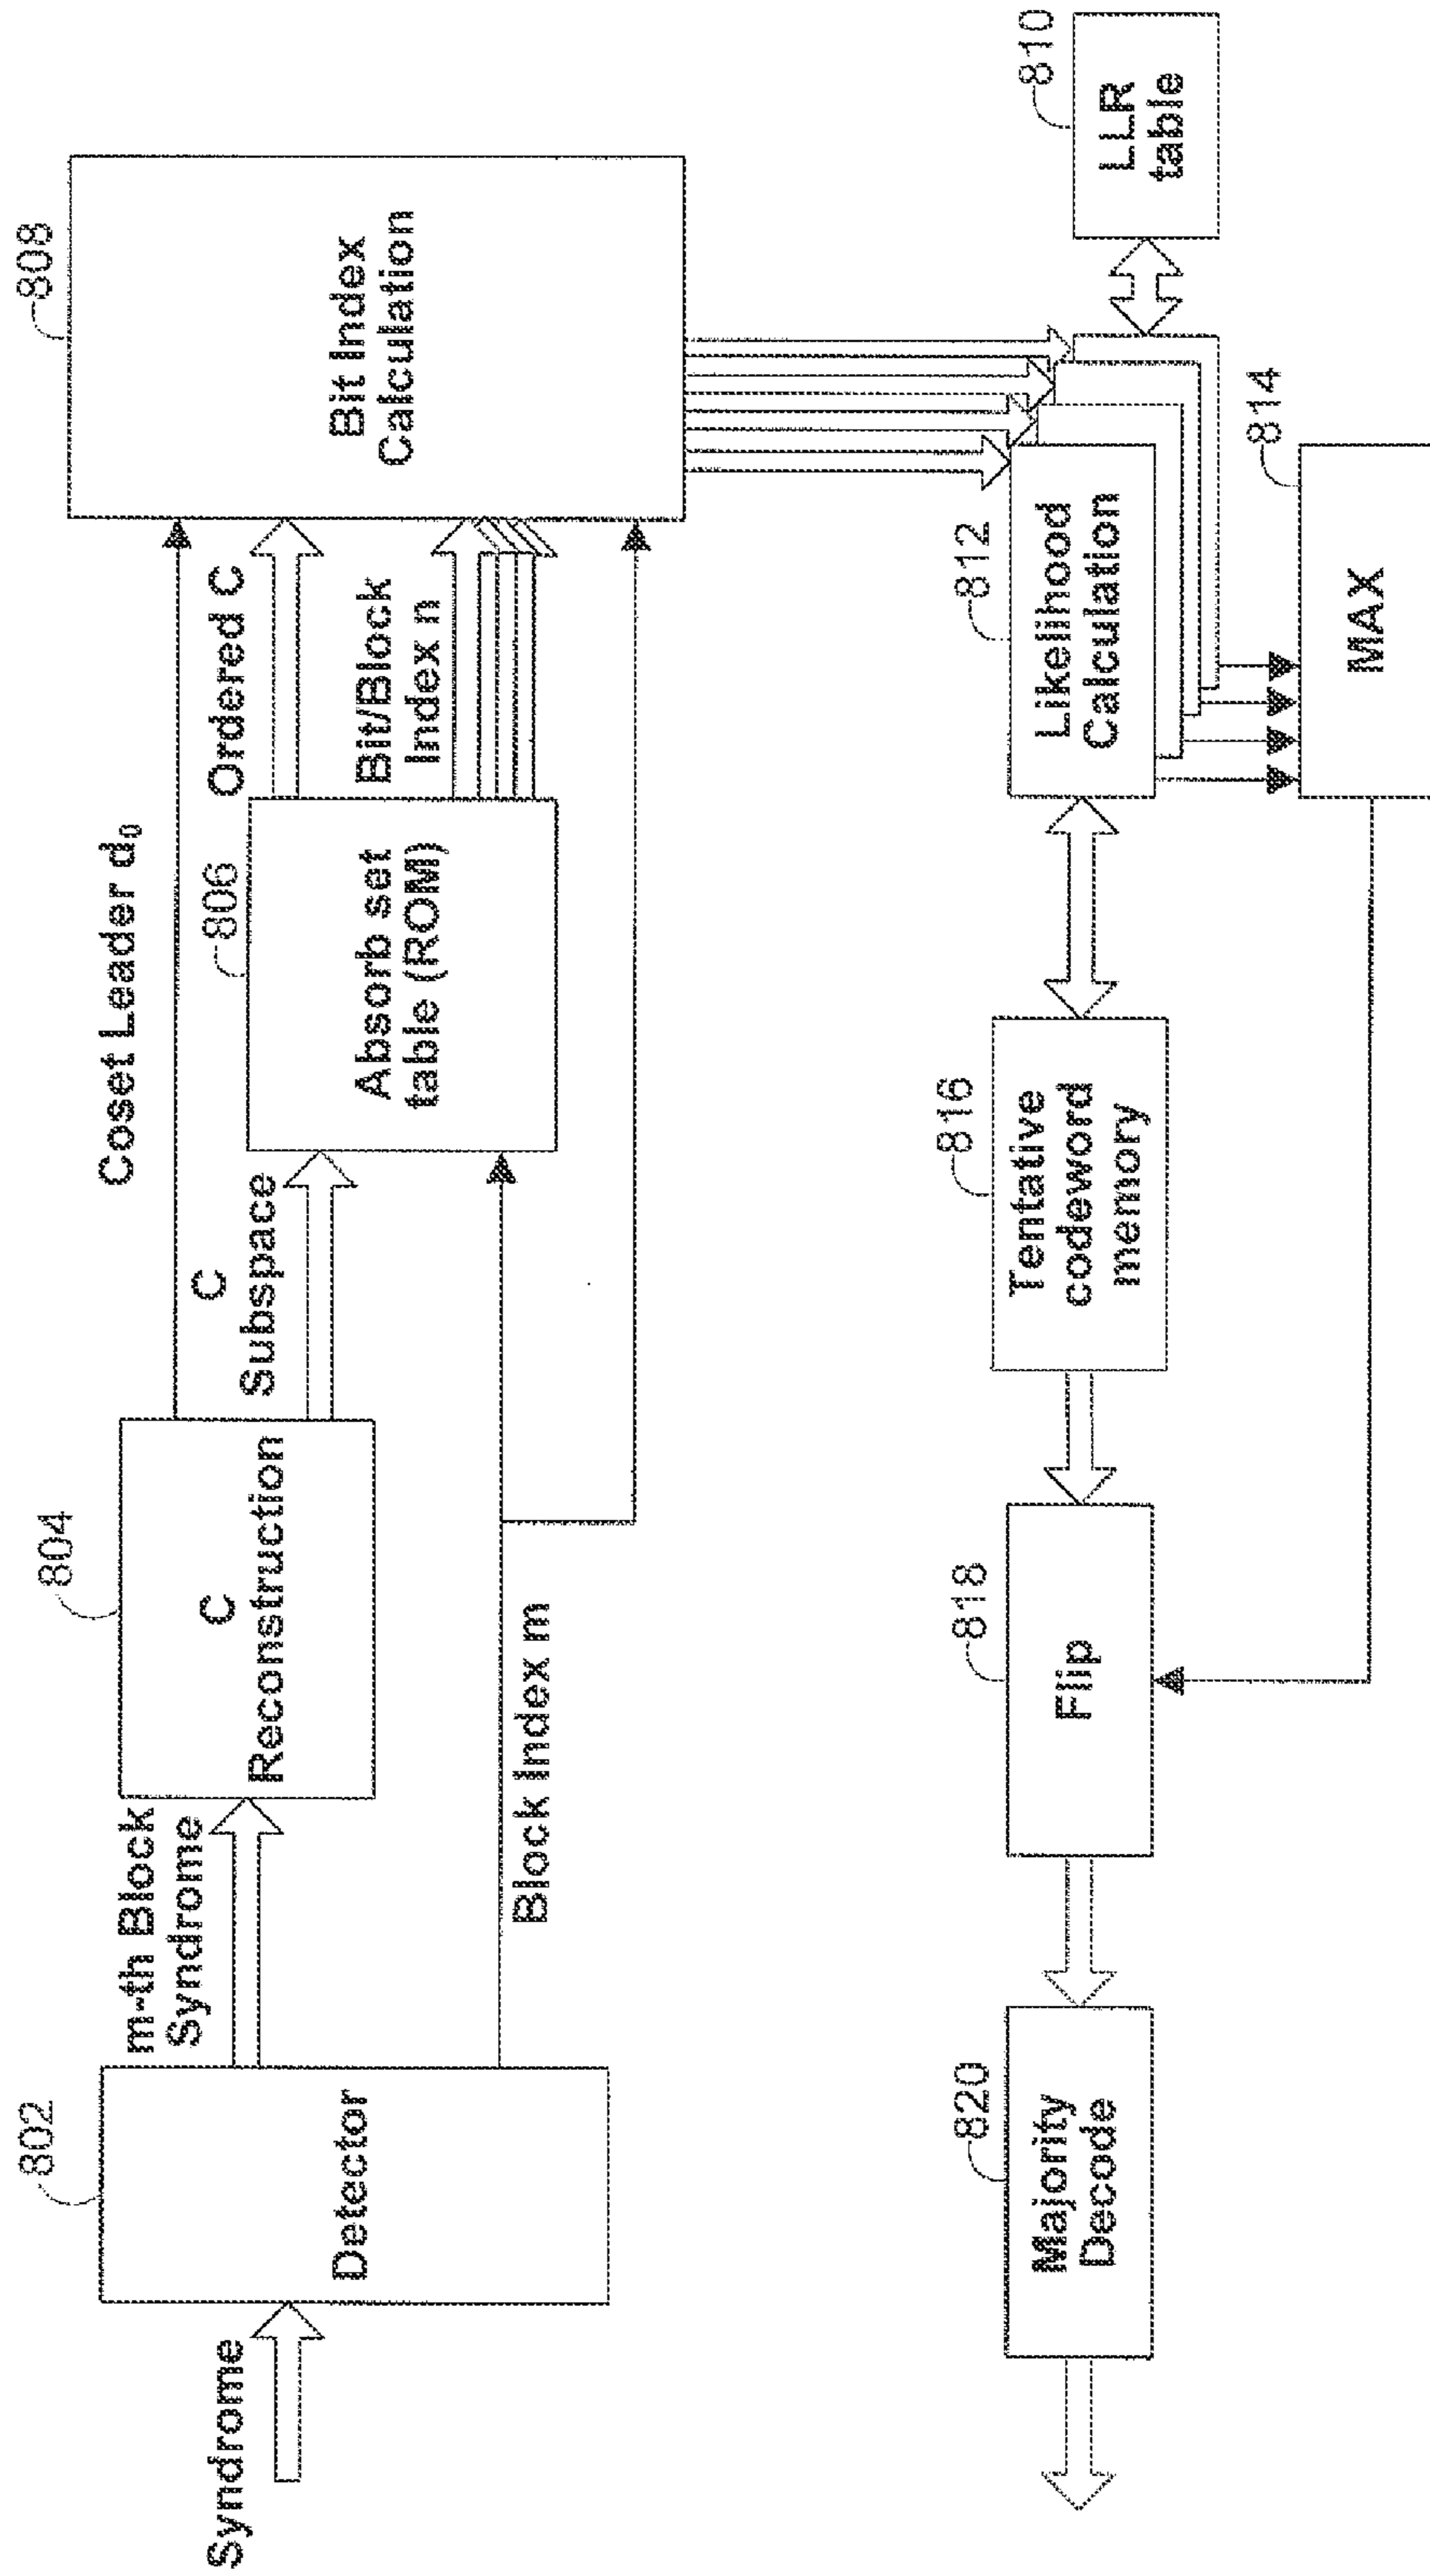 Syndrome
802
Detector
m-th Block
Syndrome
Block Index m
804
C
Reconstruction
Coset Leader d₀
C
Subspace
806
Absorb set
table (ROM)
Ordered C
Bit/Block
Index n
808
Bit Index
Calculation
820
Majority
Decode
818
Flip
816
Tentative
codeword
memory
812
Likelihood
Calculation
810
LLR
table
814
MAX